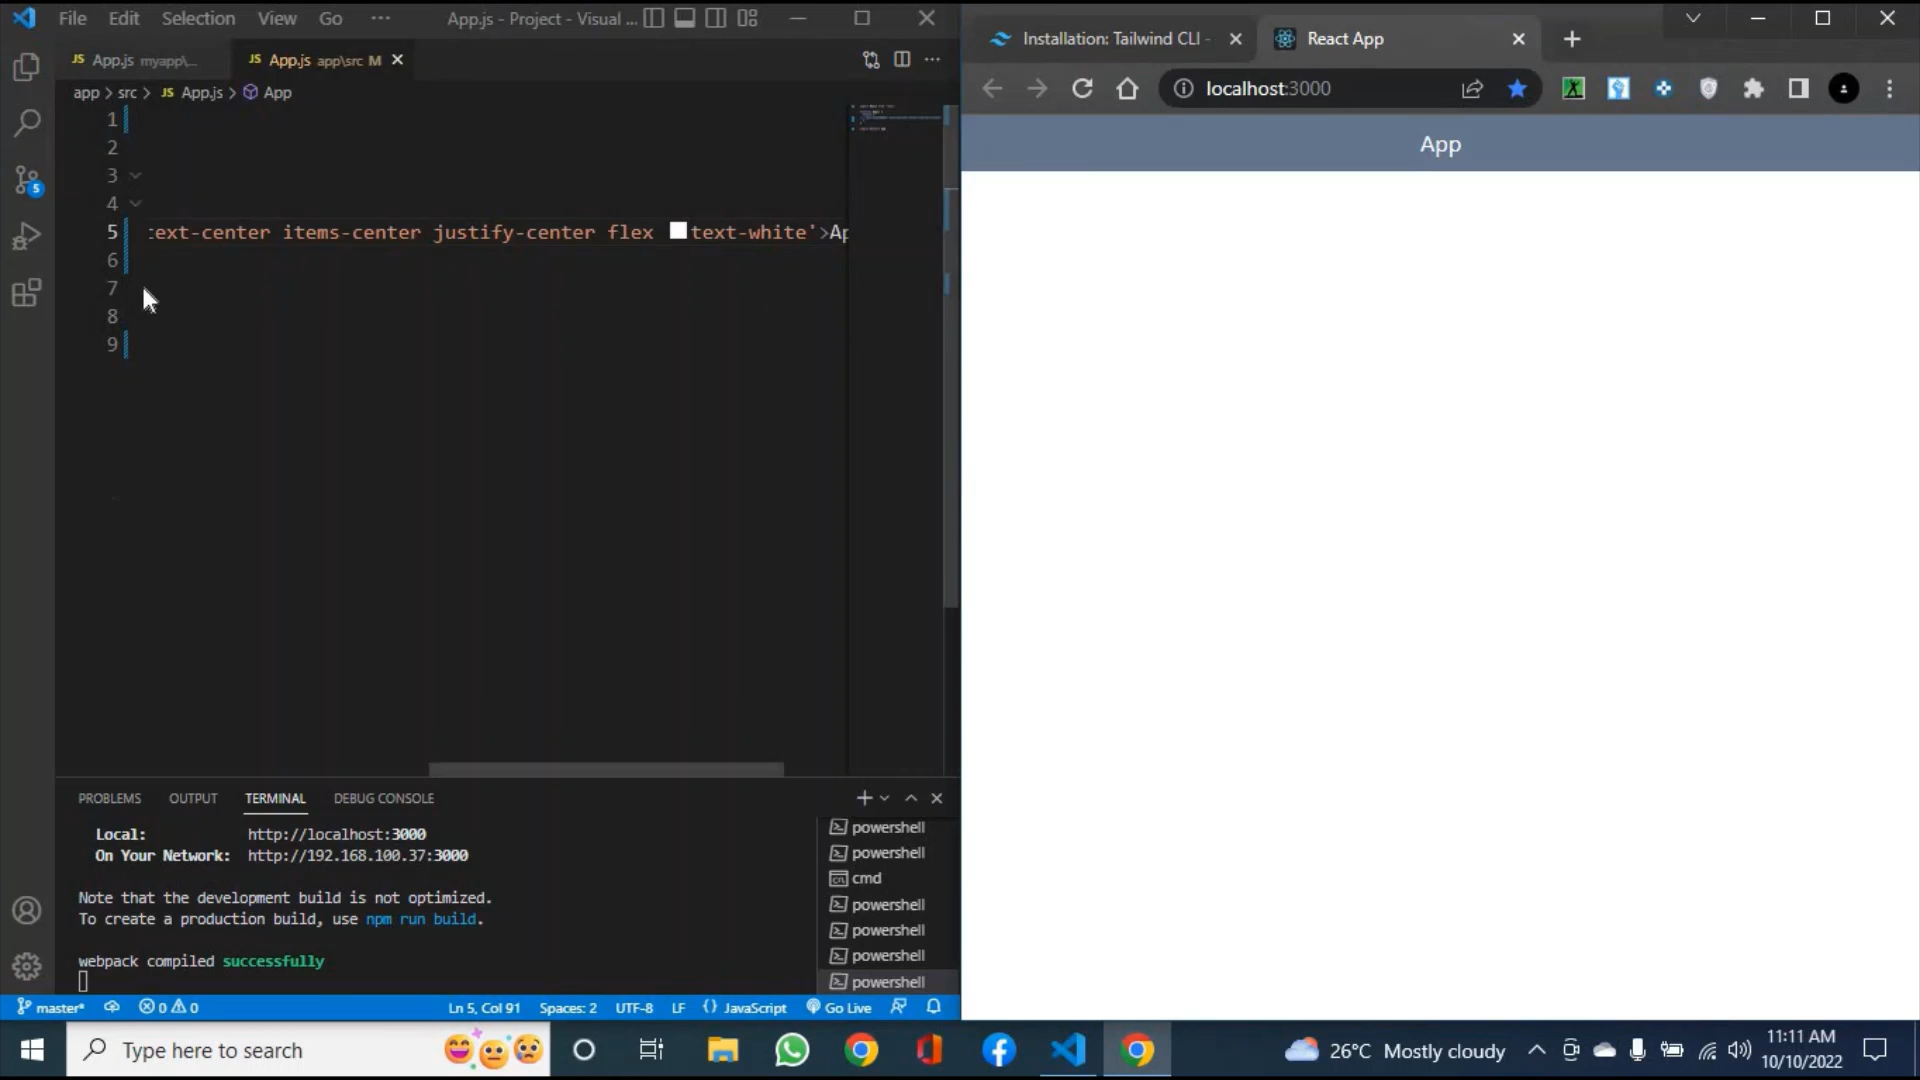 File Edit Selection View Go ··· App.js - Project - Visual ...
JS App.js myapp\... JS App.js app\src M
app > src > JS App.js > App
1
2
3
4
5 text-center items-center justify-center flex text-white'>Ap
6
7
8
9
5
PROBLEMS OUTPUT TERMINAL DEBUG CONSOLE
Local: http://localhost:3000
On Your Network: http://192.168.100.37:3000
Note that the development build is not optimized.
To create a production build, use npm run build.
webpack compiled successfully
powershell
powershell
cmd
powershell
powershell
powershell
powershell
master* 0 0 Ln 5, Col 91 Spaces: 2 UTF-8 LF {} JavaScript Go Live
Installation: Tailwind CLI - React App
localhost:3000
App
Type here to search
26°C Mostly cloudy
11:11 AM
10/10/2022